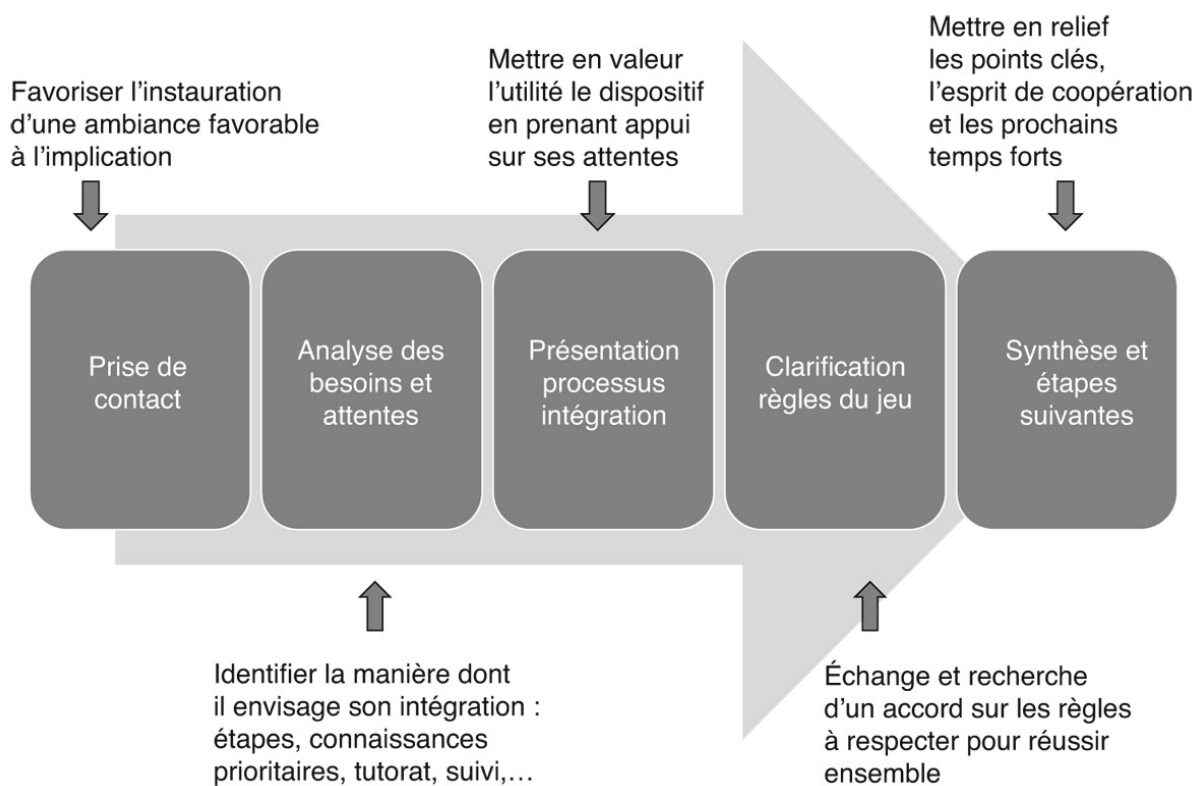 Favoriser l’instauration
d’une ambiance favorable
à l’implication
Mettre en valeur
l’utilité le dispositif
en prenant appui
sur ses attentes
Mettre en relief
les points clés,
l’esprit de coopération
et les prochains
temps forts
Prise de
contact
Analyse des
besoins et
attentes
Présentation
processus
intégration
Clarification
règles du jeu
Synthèse et
étapes
suivantes
Identifier la manière dont
il envisage son intégration :
étapes, connaissances
prioritaires, tutorat, suivi,…
Échange et recherche
d’un accord sur les règles
à respecter pour réussir
ensemble